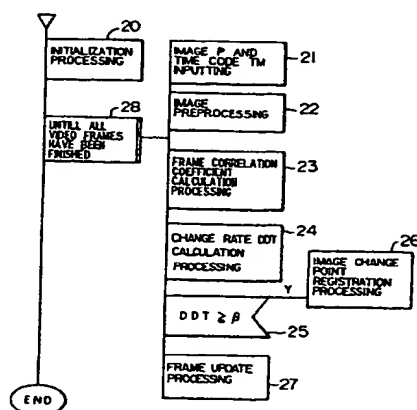 20
INITIALIZATION
PROCESSING
28
UNTILL ALL
VIDEO FRAMES
HAVE BEEN
FINISHED
21
IMAGE P AND
TIME CODE TM
INPUTTING
22
IMAGE
PREPROCESSING
23
FRAME CORRELATION
COEFFICIENT
CALCULATION
PROCESSING
24
CHANGE RATE DDT
CALCULATION
PROCESSING
26
IMAGE CHANGE
POINT
REGISTRATION
PROCESSING
Y
DDT ≥ β
25
FRAME UPDATE
PROCESSING
27
END